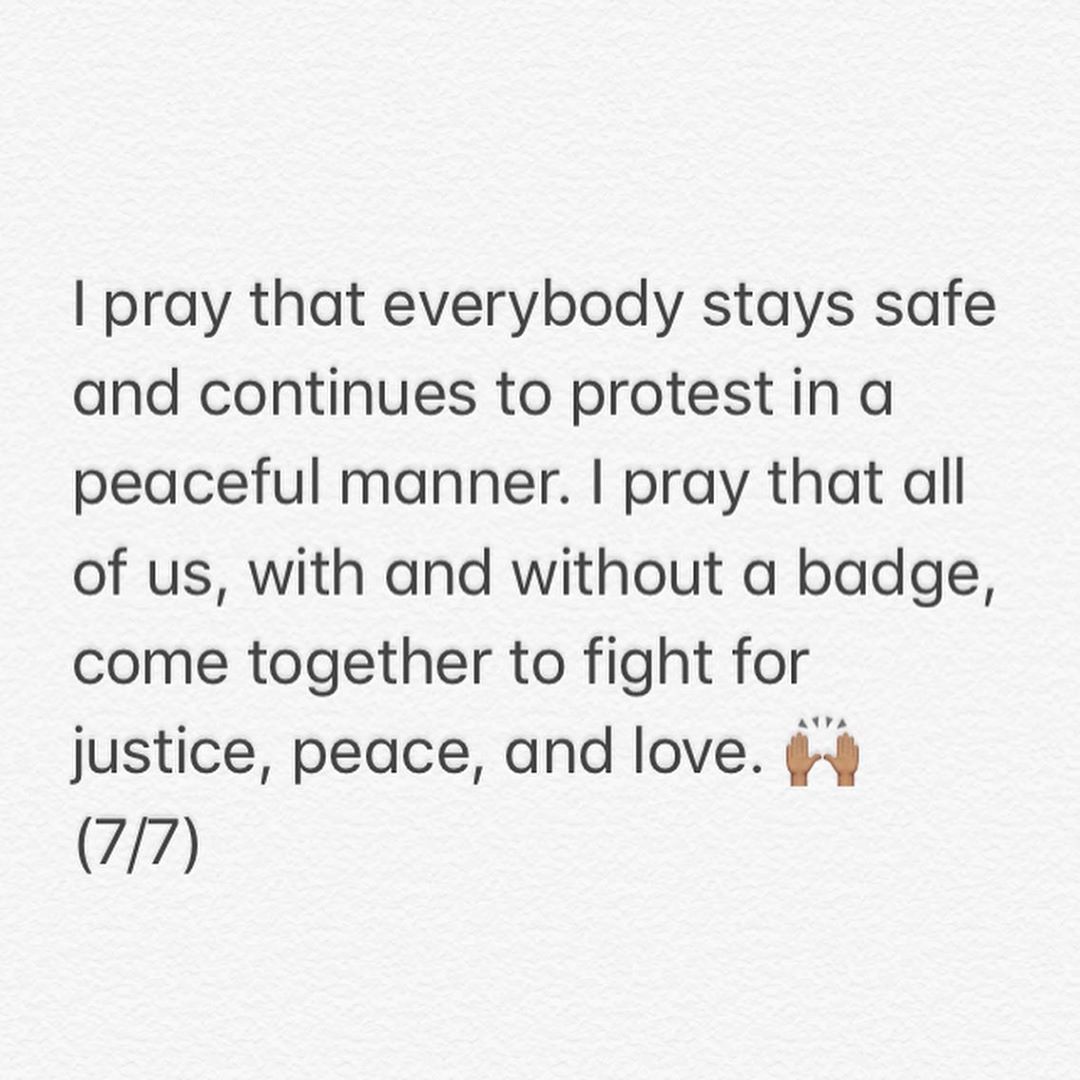 I pray that everybody stays safe
and continues to protest in a
peaceful manner. I pray that all
of us, with and without a badge,
come together to fight for
justice, peace, and love. 🙌🏽
(7/7)